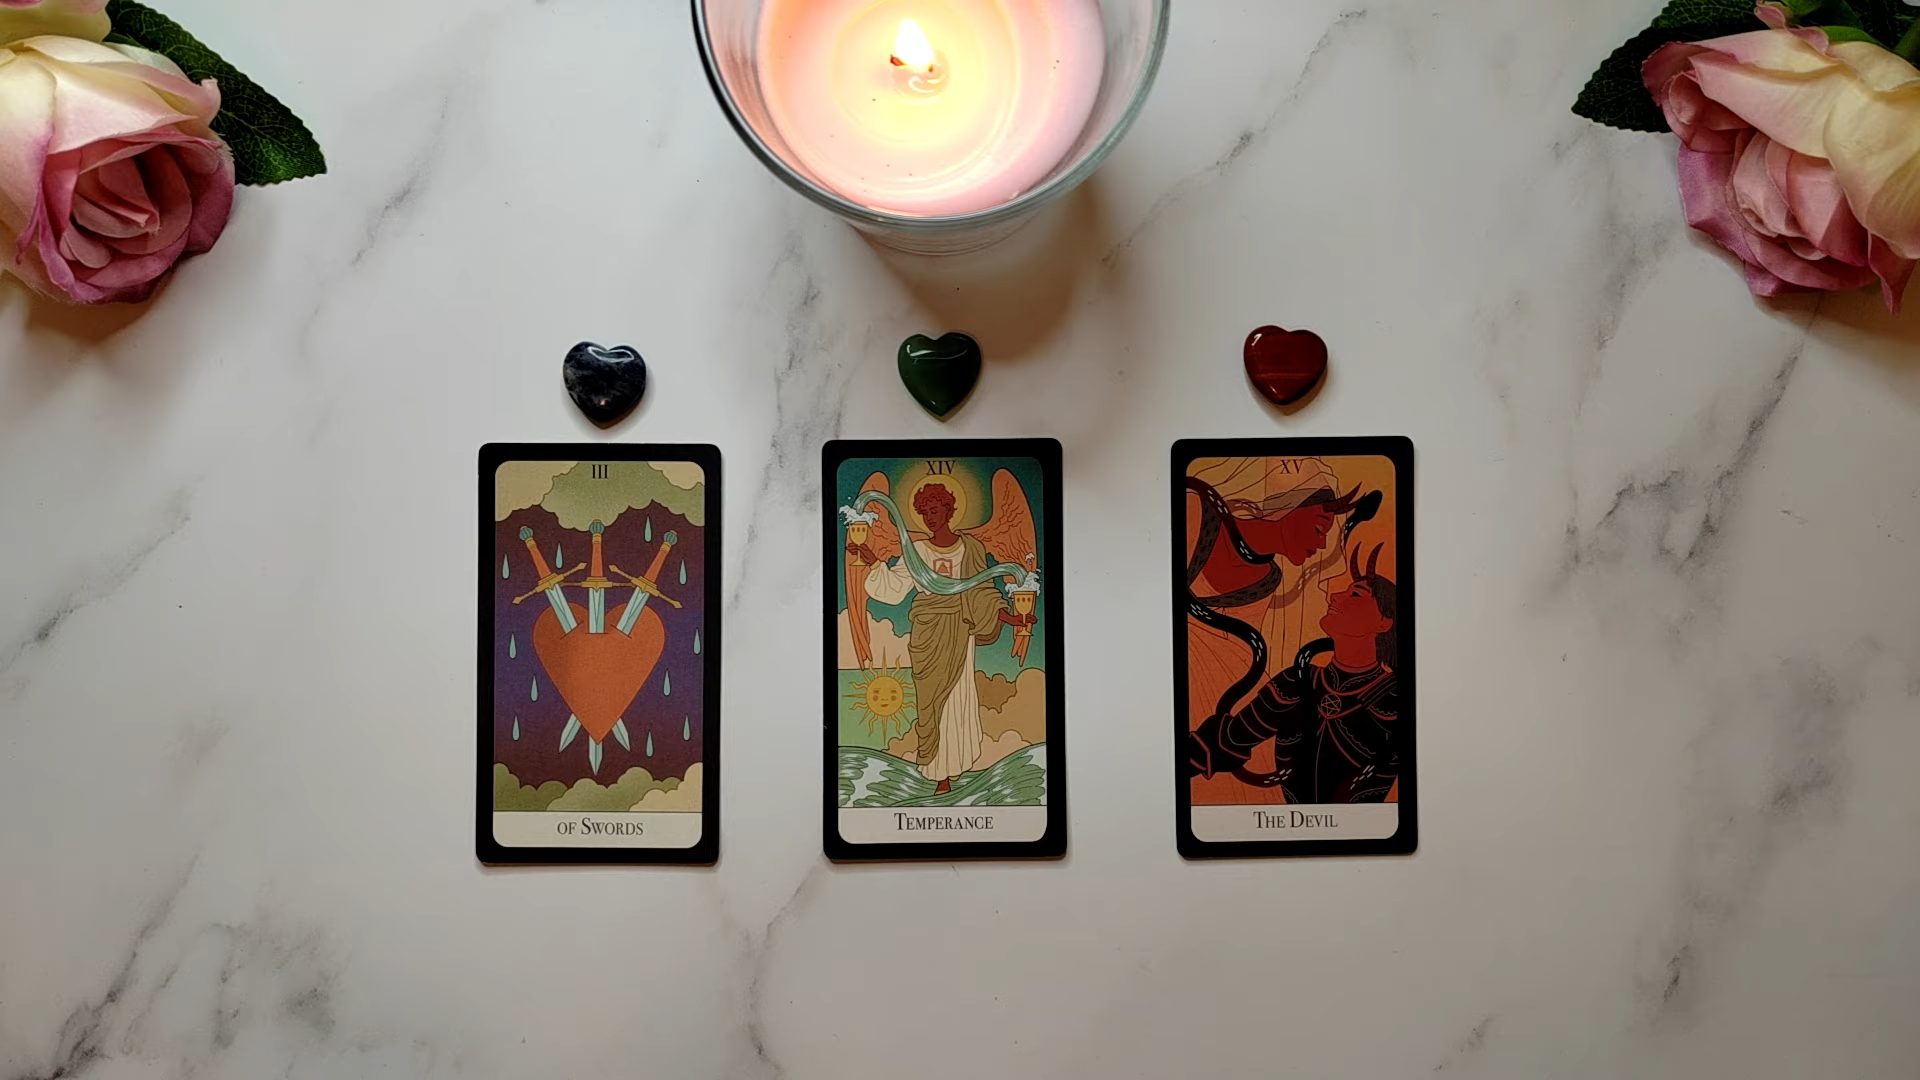 III
OF SWORDS
XIV
TEMPERANCE
XV
THE DEVIL